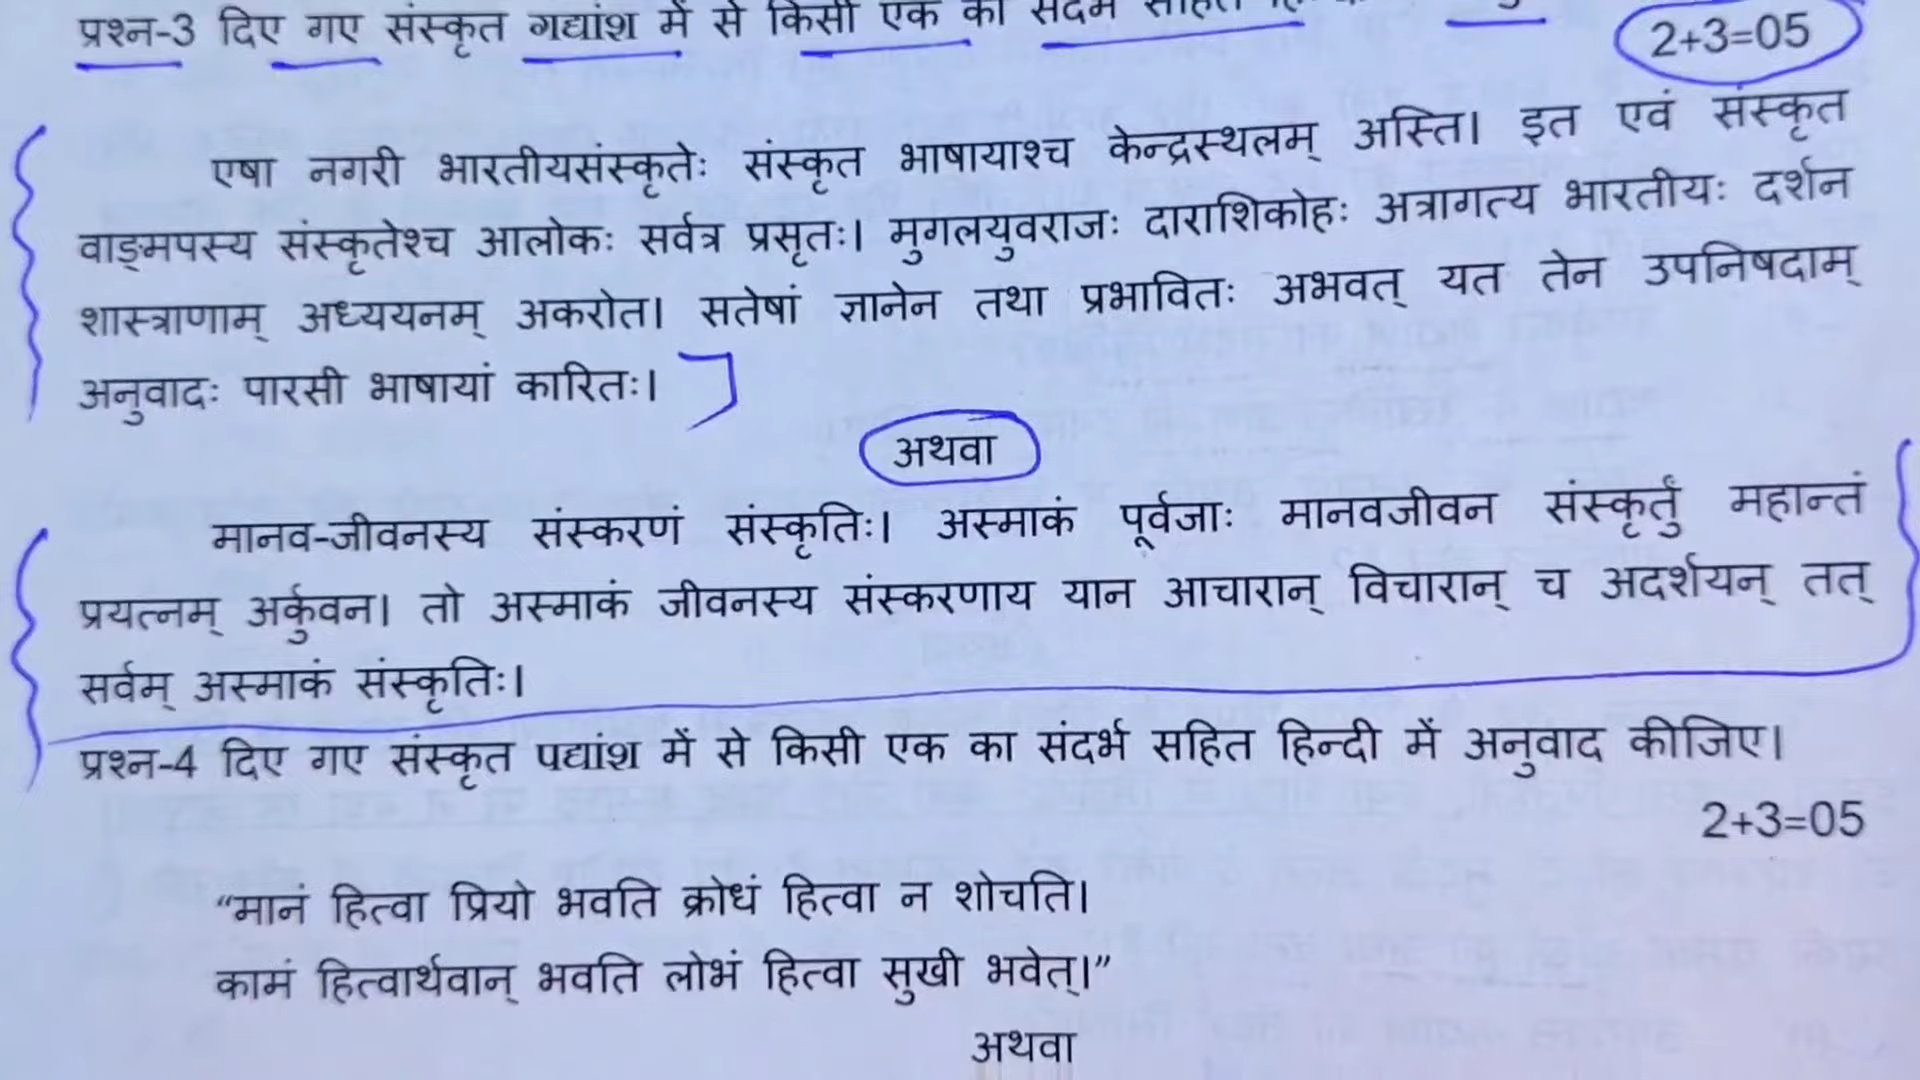 प्रश्न-3 दिए गए संस्कृत गद्यांश में से किसी एक का संदर्भ सहित
2+3=05
एषा नगरी भारतीयसंस्कृतेः संस्कृत भाषायाश्च केन्द्रस्थलम् अस्ति। इत एवं संस्कृत
वाङ्मपस्य संस्कृतेश्च आलोकः सर्वत्र प्रसृतः। मुगलयुवराजः दाराशिकोहः अत्रागत्य भारतीयः दर्शन
शास्त्राणाम् अध्ययनम् अकरोत। सतेषां ज्ञानेन तथा प्रभावितः अभवत् यत तेन उपनिषदाम्
अनुवादः पारसी भाषायां कारितः।
अथवा
मानव-जीवनस्य संस्करणं संस्कृतिः। अस्माकं पूर्वजाः मानवजीवन संस्कृर्तुं महान्तं
प्रयत्नम् अर्कुवन। तो अस्माकं जीवनस्य संस्करणाय यान आचारान् विचारान् च अदर्शयन् तत्
सर्वम् अस्माकं संस्कृतिः।
प्रश्न-4 दिए गए संस्कृत पद्यांश में से किसी एक का संदर्भ सहित हिन्दी में अनुवाद कीजिए।
2+3=05
“मानं हित्वा प्रियो भवति क्रोधं हित्वा न शोचति।
कामं हित्वार्थवान् भवति लोभं हित्वा सुखी भवेत्।”
अथवा